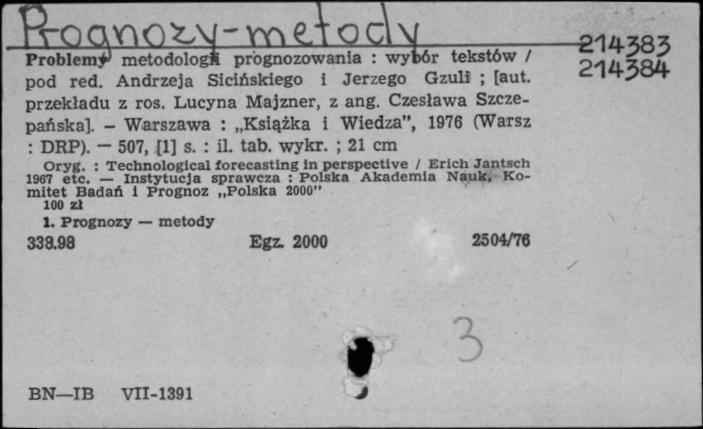 Prognozy-metody
214383
214384
Problemy metodologii prognozowania : wybór tekstów /
pod red. Andrzeja Sicińskiego i Jerzego Gzuli ; [aut.
przekładu z ros. Lucyna Majzner, z ang. Czesława Szcze-
pańska]. — Warszawa : „Książka i Wiedza”, 1976 (Warsz
: DRP). — 507, [1] s. : il. tab. wykr. ; 21 cm
Oryg. : Technological forecasting in perspective / Erich Jantsch
1967 etc. — Instytucja sprawcza : Polska Akademia Nauk. Ko-
mitet Badań i Prognoz „Polska 2000”
100 zł
1. Prognozy — metody
338.98 Egz. 2000 2504/76
3
BN—IB VII-1391